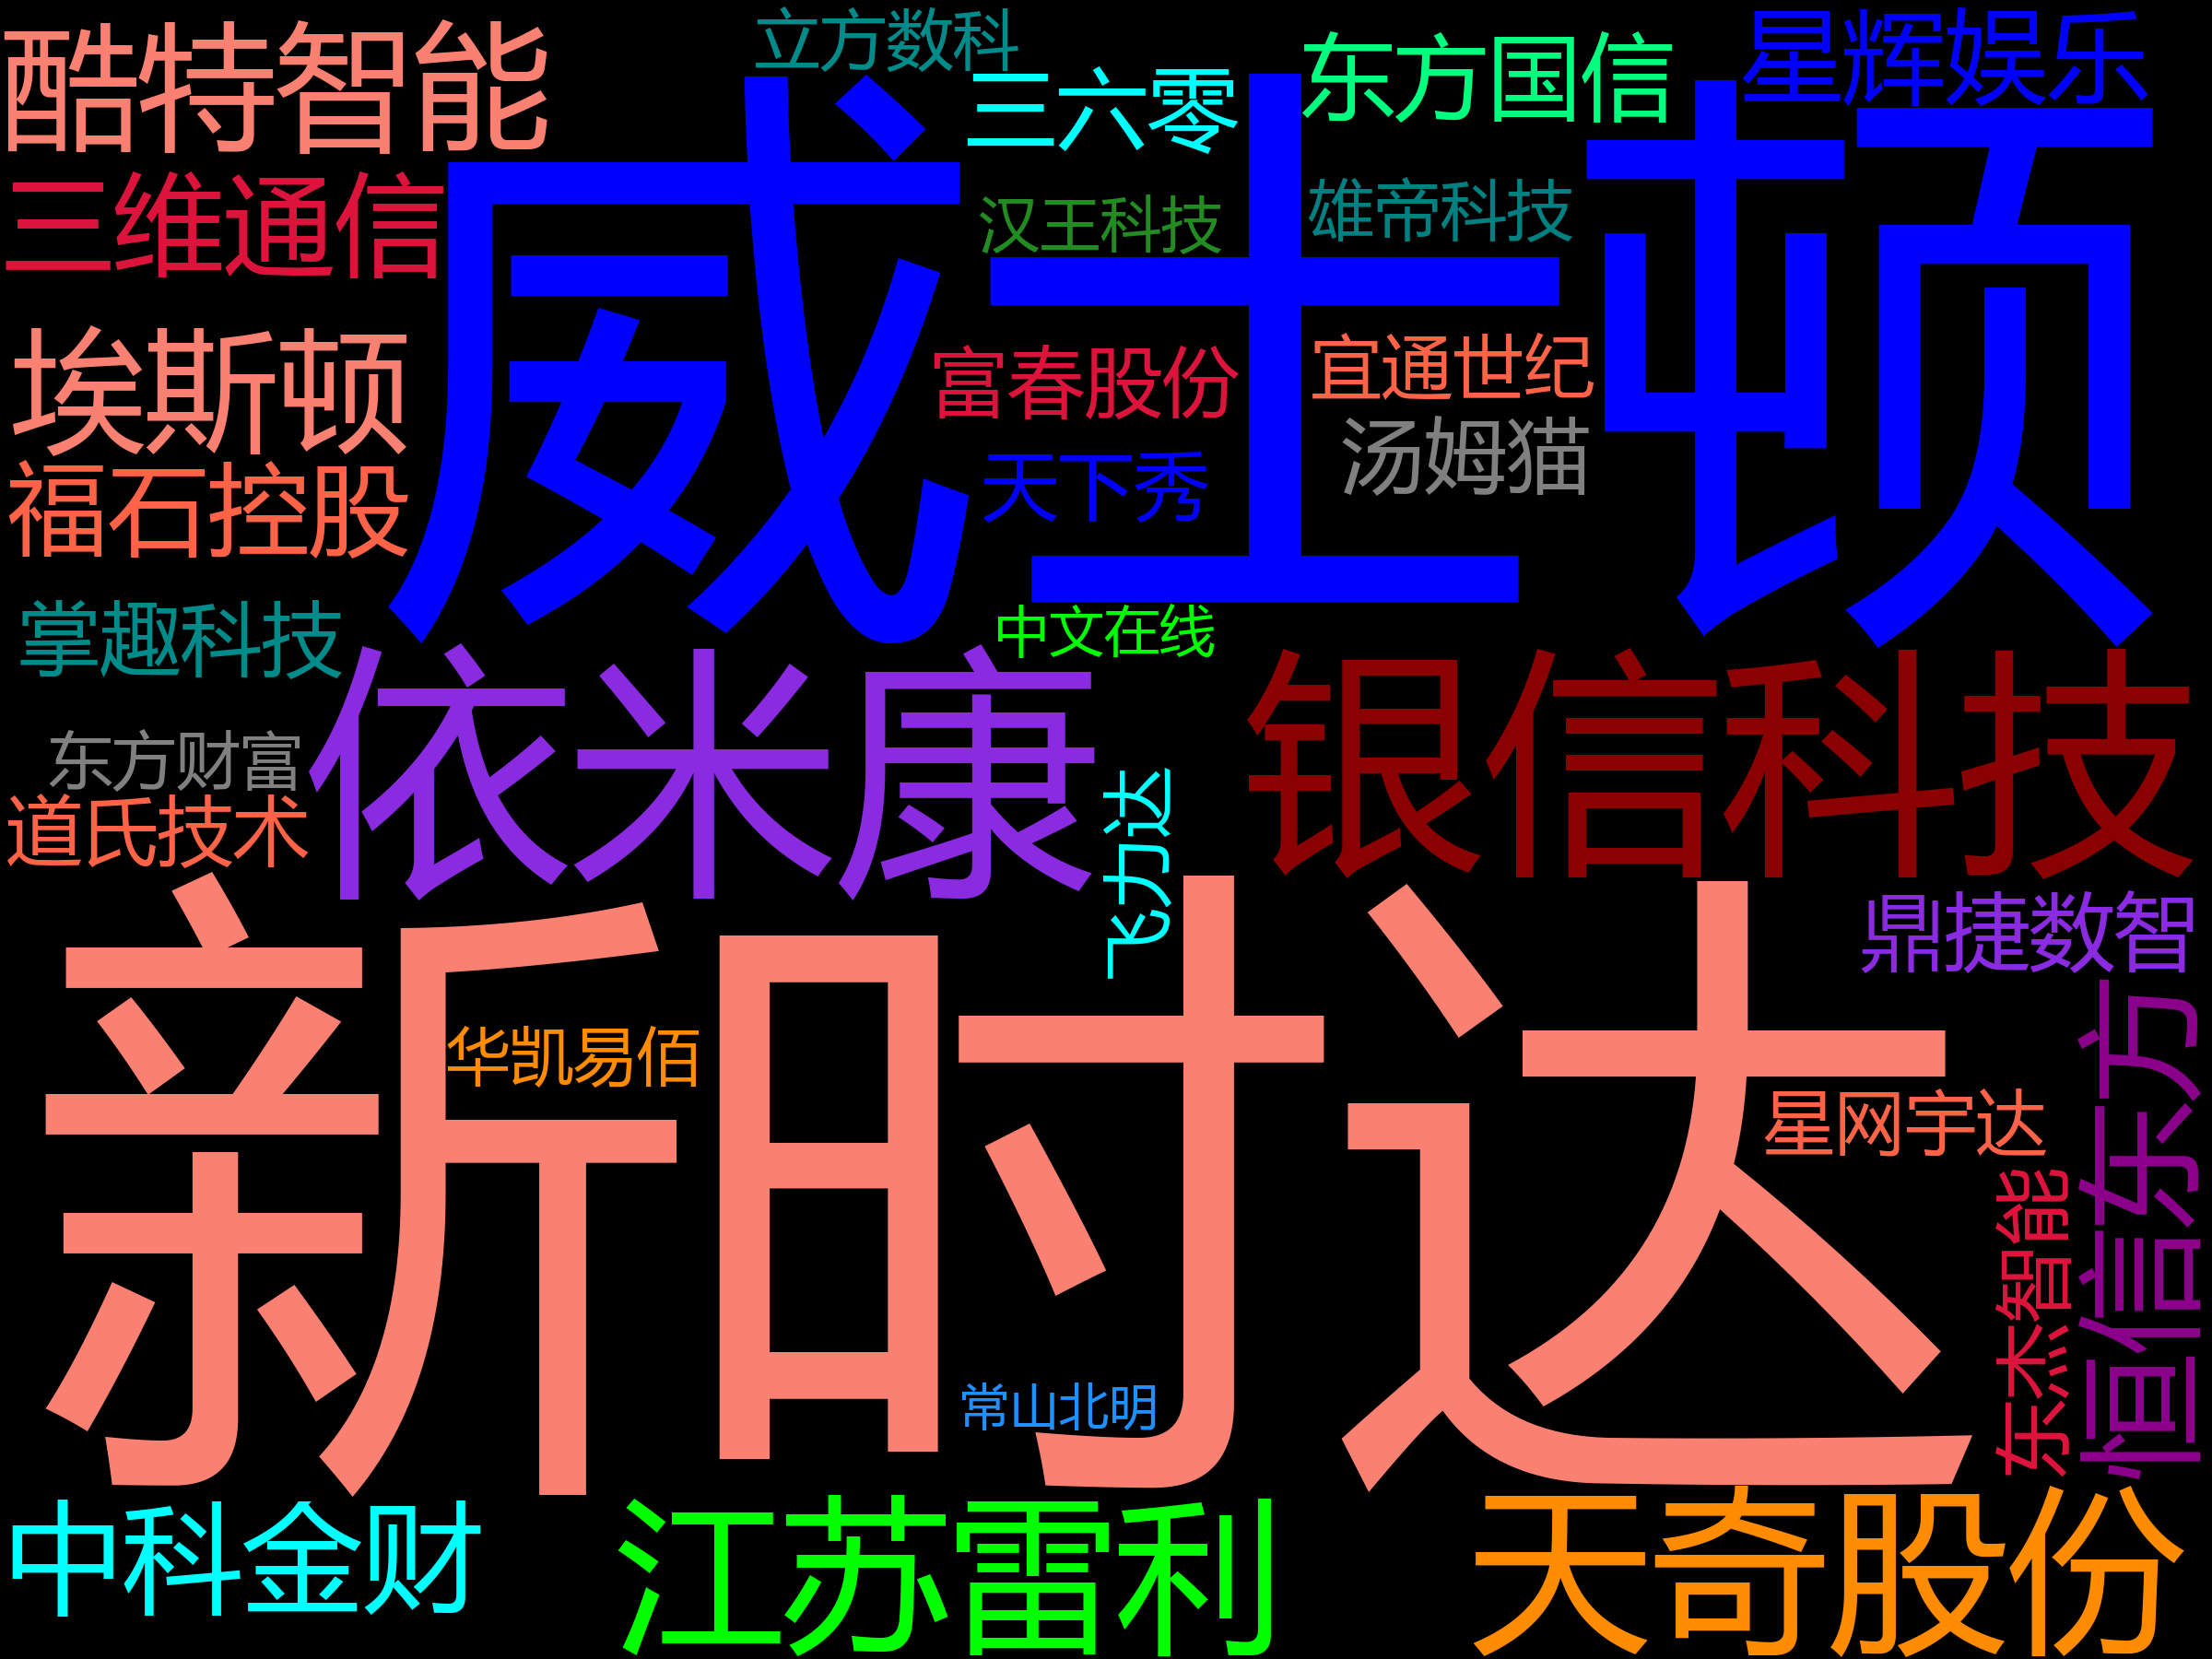 酷特智能
立方数科
三六零
东方国信
星辉娱乐
三维通信
威士顿
汉王科技
雄帝科技
埃斯顿
富春股份
宜通世纪
汤姆猫
福石控股
天下秀
掌趣科技
中文在线
依米康
银信科技
东方财富
道氏技术
飞力达
鼎捷数智
新时达
华凯易佰
星网宇达
恒信东方
东杰智能
常山北明
中科金财
江苏雷利
天奇股份